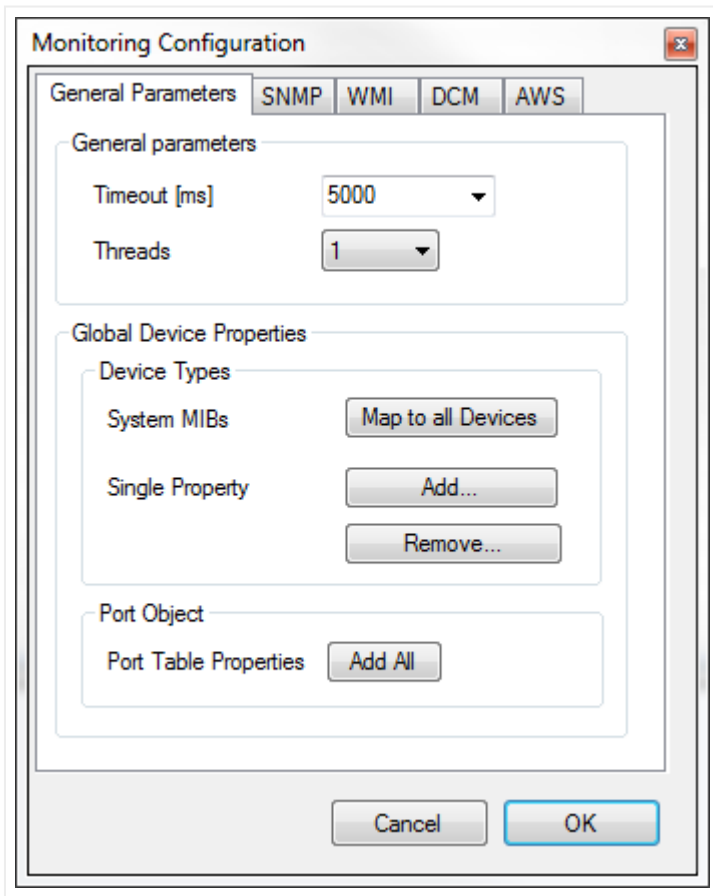 Monitoring Configuration
General Parameters SNMP WMI DCM AWS
General parameters
Timeout [ms] 5000
Threads 1
Global Device Properties
Device Types
System MIBs Map to all Devices
Single Property Add...
Remove...
Port Object
Port Table Properties Add All
Cancel OK